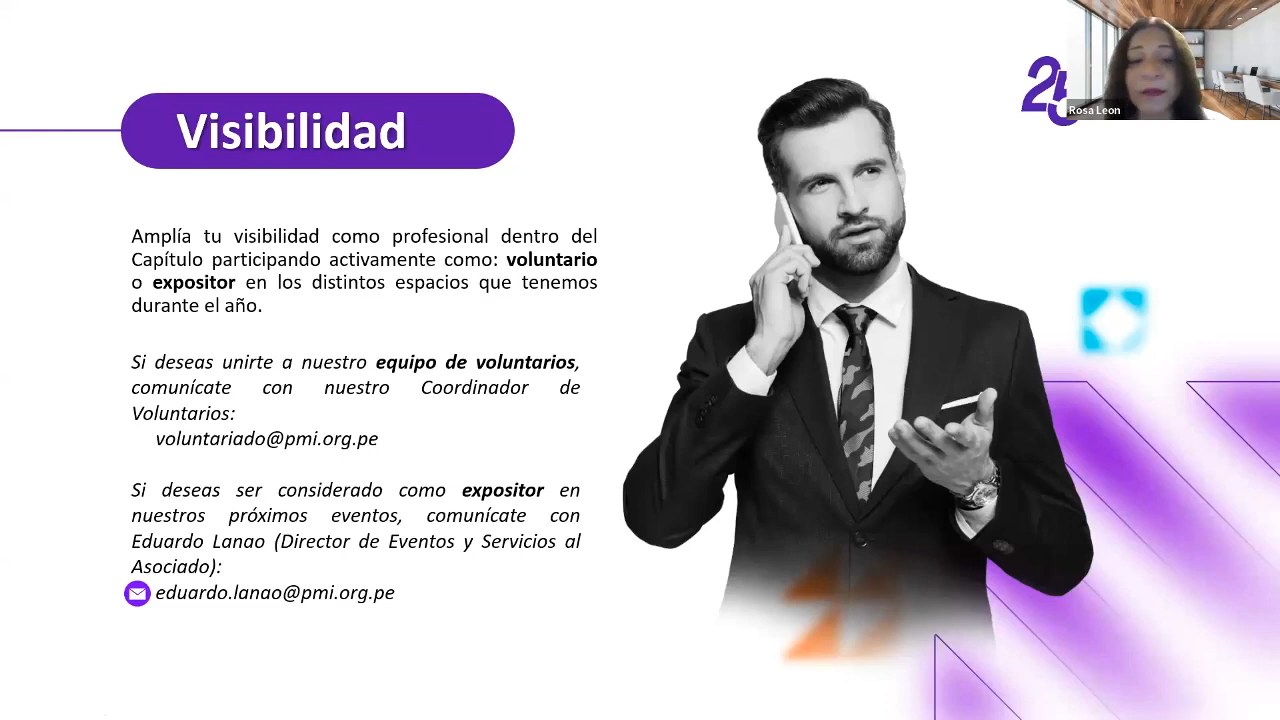 Visibilidad
25
Rosa Leon
Amplía tu visibilidad como profesional dentro del
Capítulo participando activamente como: voluntario
o expositor en los distintos espacios que tenemos
durante el año.
Si deseas unirte a nuestro equipo de voluntarios,
comunícate con nuestro Coordinador de
Voluntarios:
voluntariado@pmi.org.pe
Si deseas ser considerado como expositor en
nuestros próximos eventos, comunícate con
Eduardo Lanao (Director de Eventos y Servicios al
Asociado):
eduardo.lanao@pmi.org.pe